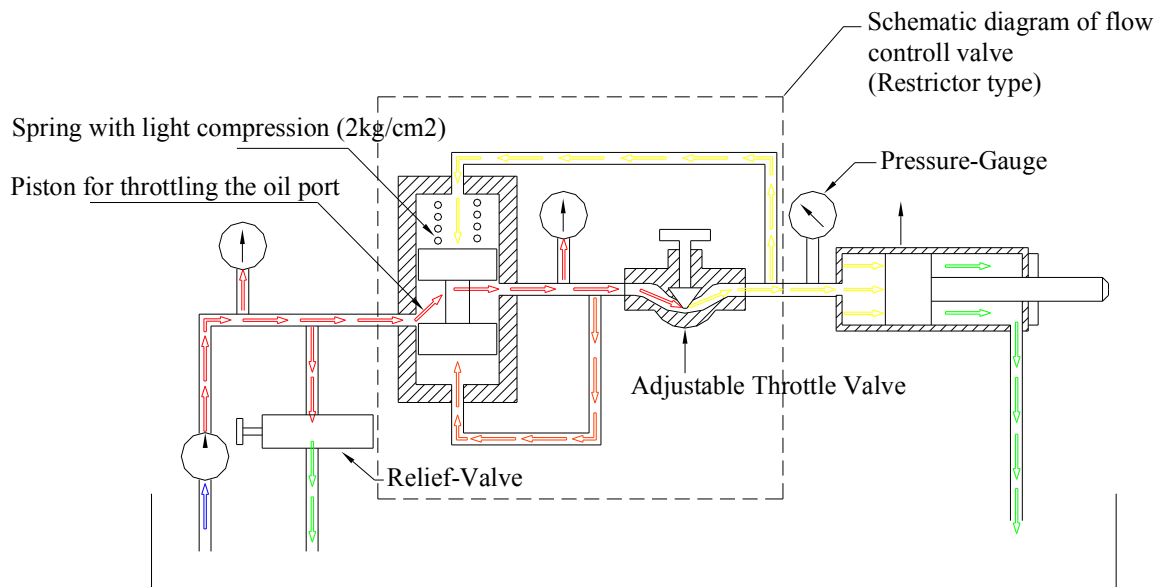 Schematic diagram of flow
controll valve
(Restrictor type)
Spring with light compression (2kg/cm2)
Pressure-Gauge
Piston for throttling the oil port
Adjustable Throttle Valve
Relief-Valve